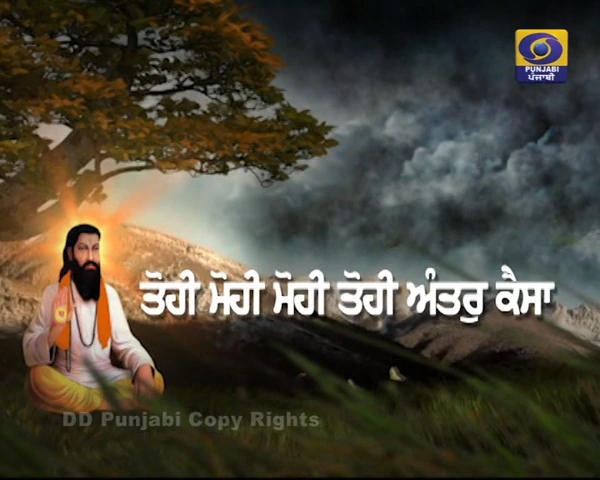 PUNJABI
ਪੰਜਾਬੀ
ਤੋਹੀ ਮੋਹੀ ਮੋਹੀ ਤੋਹੀ ਅੰਤਰੁ ਕੈਸਾ
DD Punjabi Copy Rights